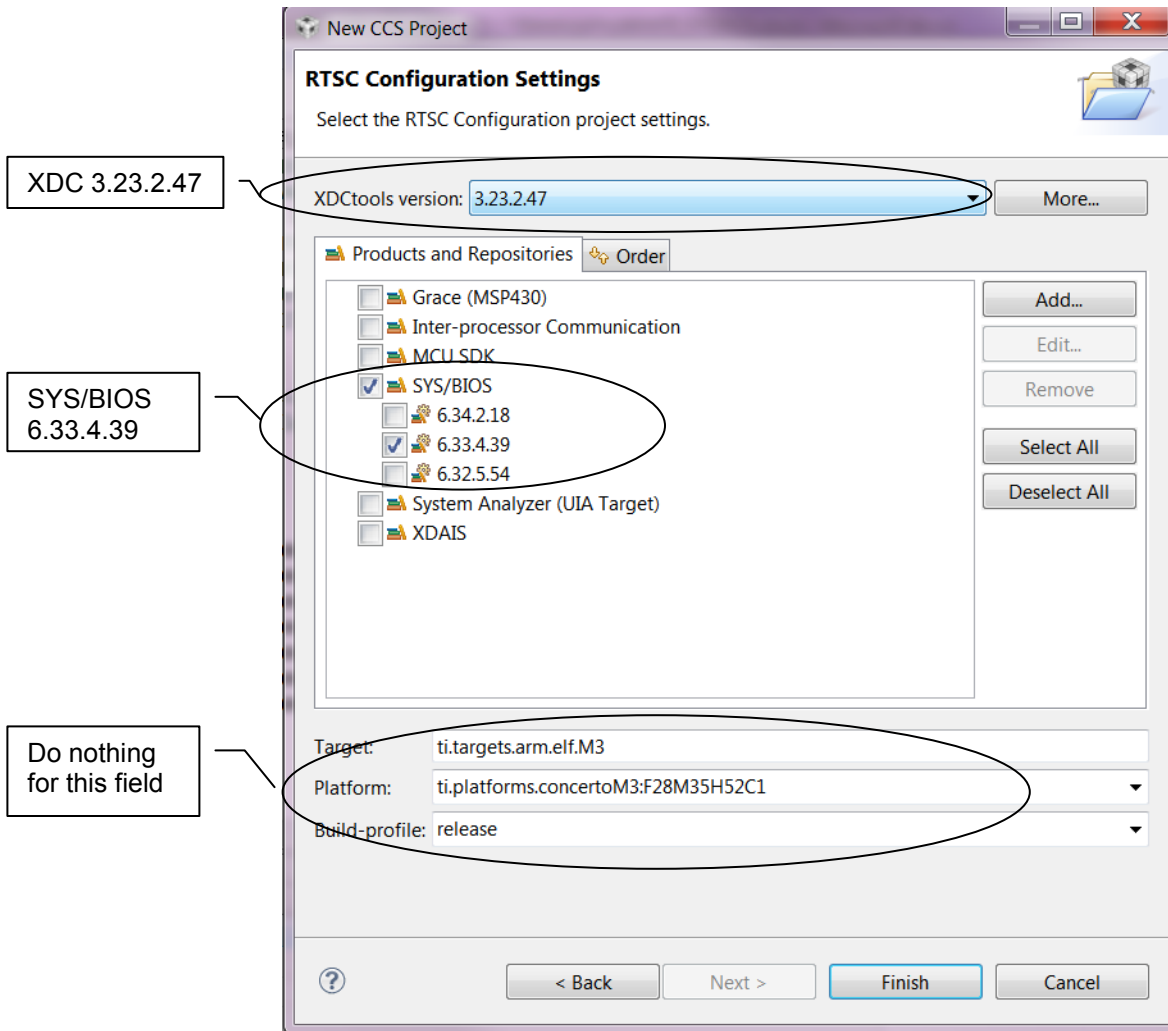 New CCS Project
RTSC Configuration Settings
Select the RTSC Configuration project settings.
XDC 3.23.2.47
XDCtools version: 3.23.2.47 More...
Products and Repositories Order
Grace (MSP430)
Inter-processor Communication
MCU SDK
SYS/BIOS
6.34.2.18
6.33.4.39
6.32.5.54
System Analyzer (UIA Target)
XDAIS
Add...
Edit...
Remove
Select All
Deselect All
SYS/BIOS
6.33.4.39
Do nothing
for this field
Target: ti.targets.arm.elf.M3
Platform: ti.platforms.concertoM3:F28M35H52C1
Build-profile: release
? < Back Next > Finish Cancel